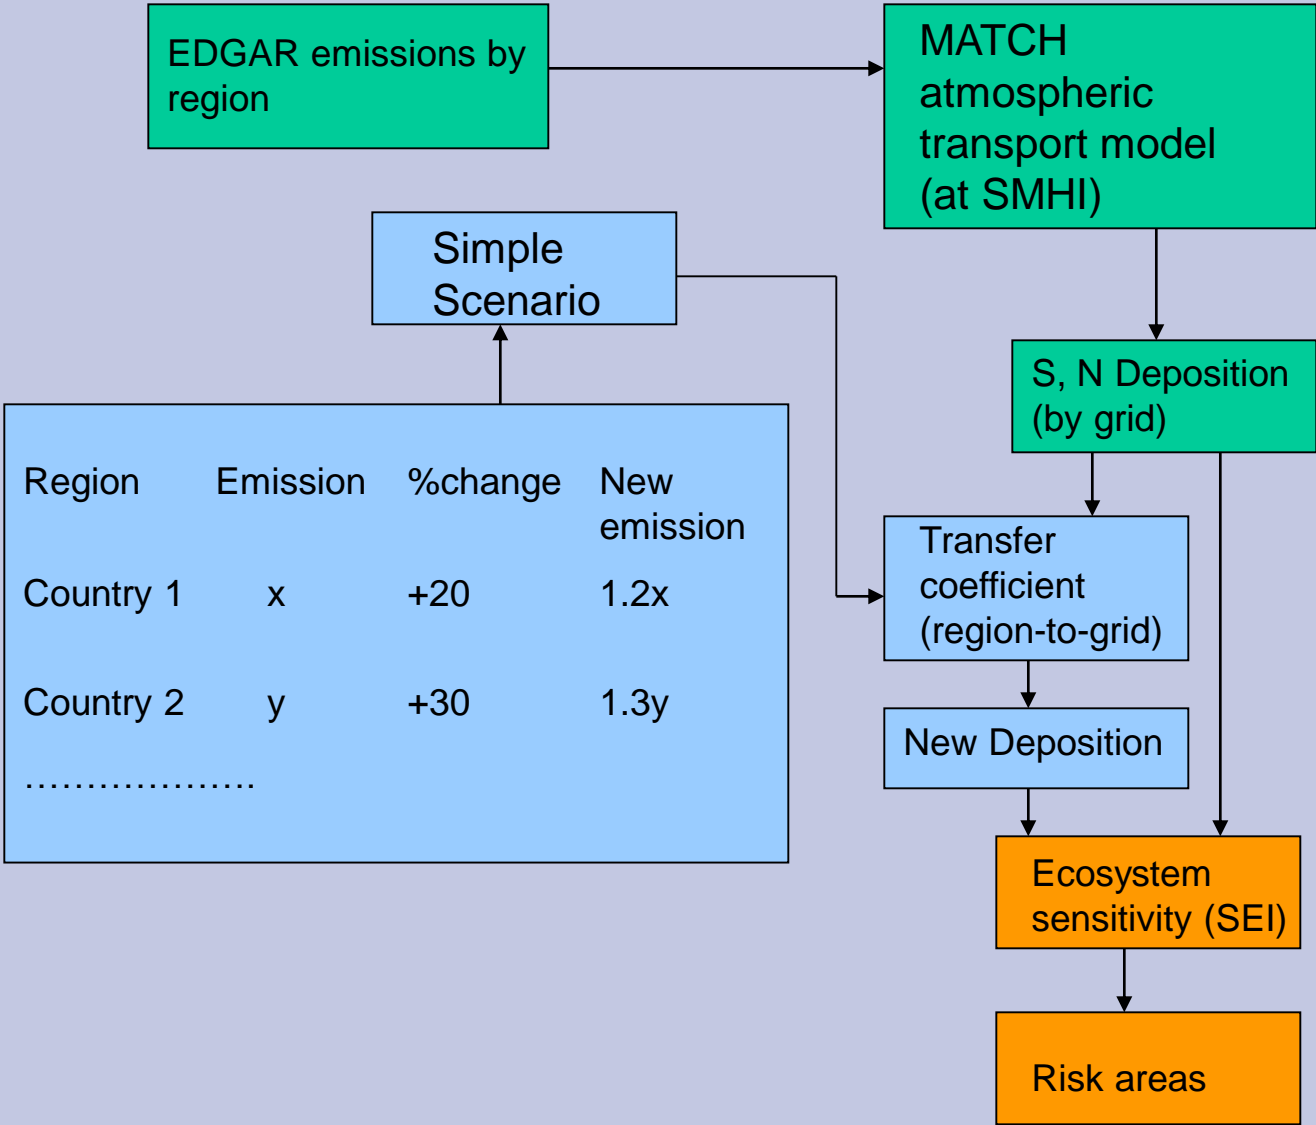 EDGAR emissions by
region
MATCH
atmospheric
transport model
(at SMHI)
Simple
Scenario
S, N Deposition
(by grid)
Region Emission %change New
emission
Country 1 x +20 1.2x
Country 2 y +30 1.3y
...................
Transfer
coefficient
(region-to-grid)
New Deposition
Ecosystem
sensitivity (SEI)
Risk areas